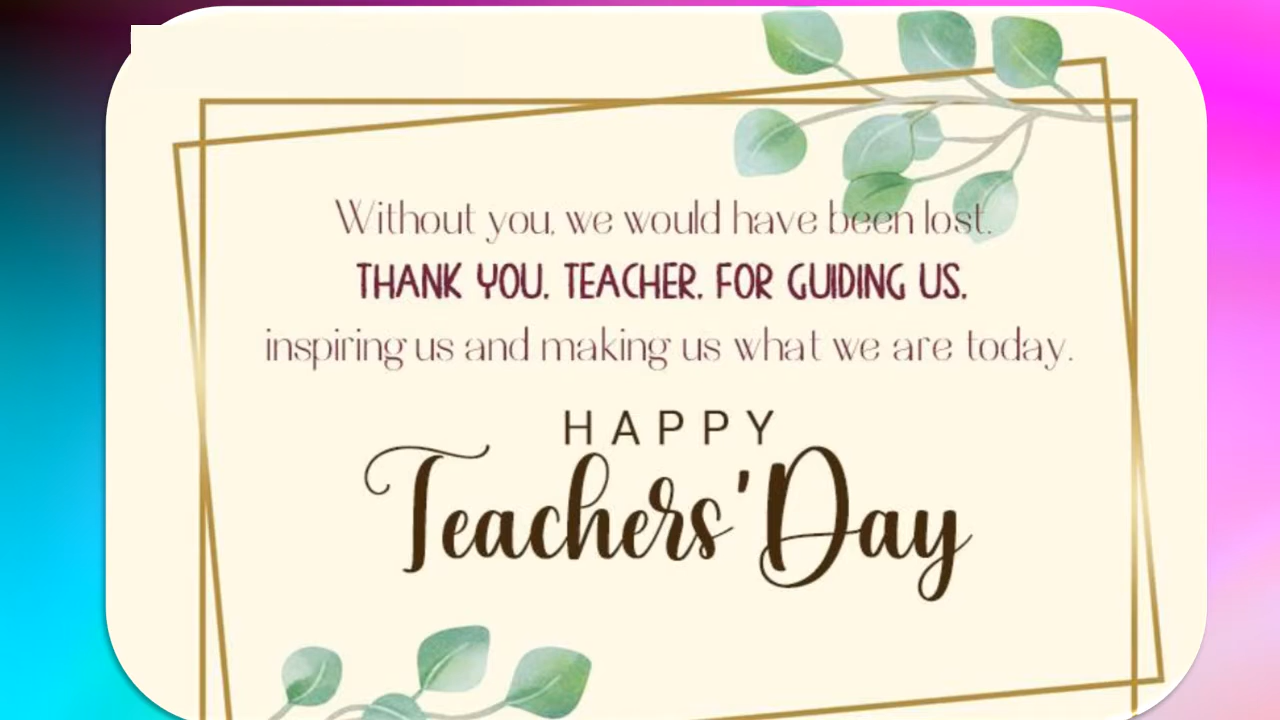 Without you, we would have been lost.
THANK YOU, TEACHER, FOR GUIDING US,
inspiring us and making us what we are today.
HAPPY
Teachers' Day